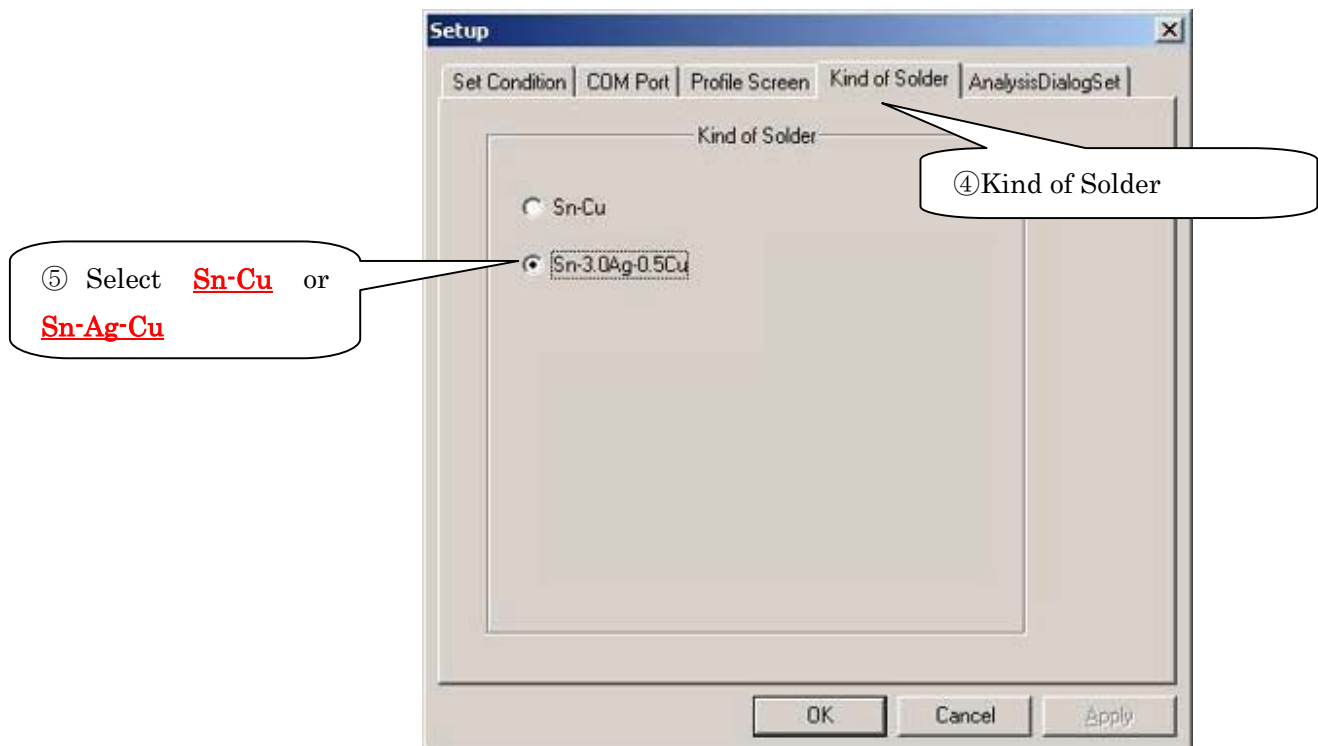 Setup
Set Condition COM Port Profile Screen Kind of Solder AnalysisDialogSet
Kind of Solder
④Kind of Solder
Sn-Cu
Sn-3.0Ag-0.5Cu
⑤ Select Sn-Cu or
Sn-Ag-Cu
OK Cancel Apply